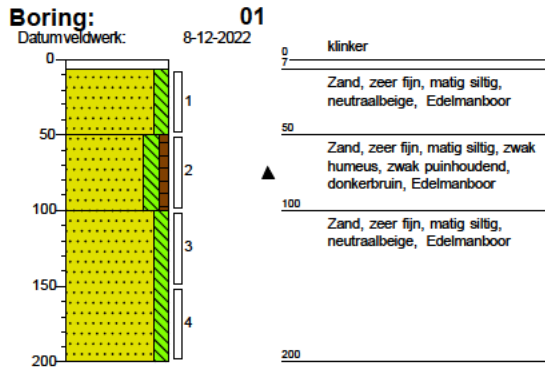 Boring: 01
Datum veldwerk: 8-12-2022
0
50
100
150
200
1
2
3
4
0
klinker
7
Zand, zeer fijn, matig siltig,
neutraalbeige, Edelmanboor
50
Zand, zeer fijn, matig siltig, zwak
humeus, zwak puinhoudend,
donkerbruin, Edelmanboor
100
Zand, zeer fijn, matig siltig,
neutraalbeige, Edelmanboor
200